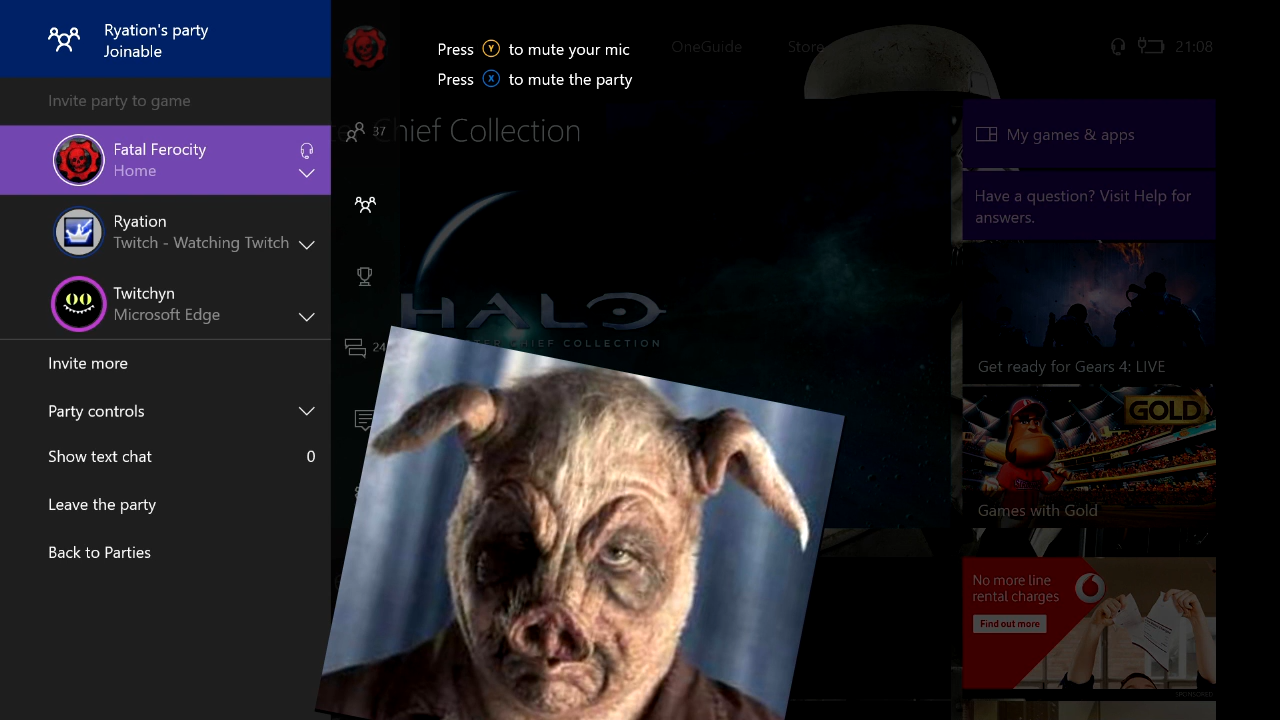 Ryation's party
Joinable
Invite party to game
Fatal Ferocity
Home
Ryation
Twitch - Watching Twitch
Twitchyn
Microsoft Edge
Invite more
Party controls
Show text chat 0
Leave the party
Back to Parties
Press Y to mute your mic
Press X to mute the party
OneGuide
Store
21:08
37
Chief Collection
24
HALO
CHIEF COLLECTION
My games & apps
Have a question? Visit Help for
answers.
Get ready for Gears 4: LIVE
GOLD
Games with Gold
No more line
rental charges
Find out more
SPONSORED